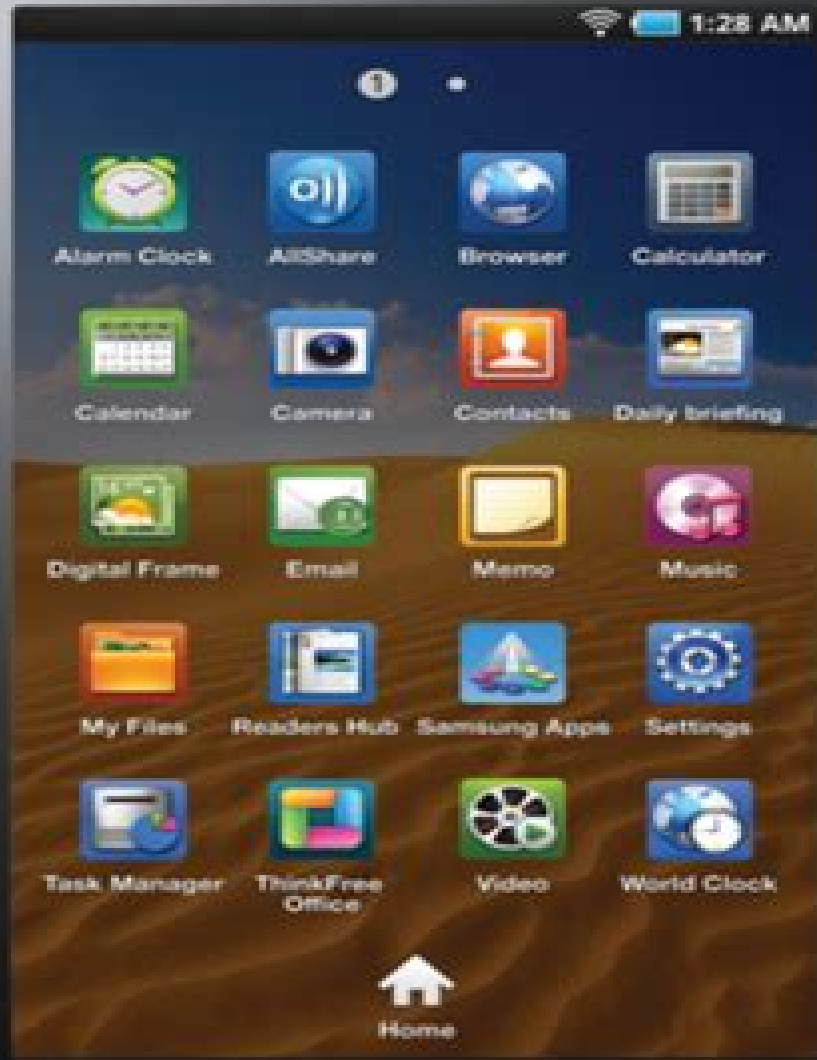 1:28 AM
1
Alarm Clock
AllShare
Browser
Calculator
Calendar
Camera
Contacts
Daily briefing
Digital Frame
Email
Memo
Music
My Files
Readers Hub
Samsung Apps
Settings
Task Manager
ThinkFree
Office
Video
World Clock
Home